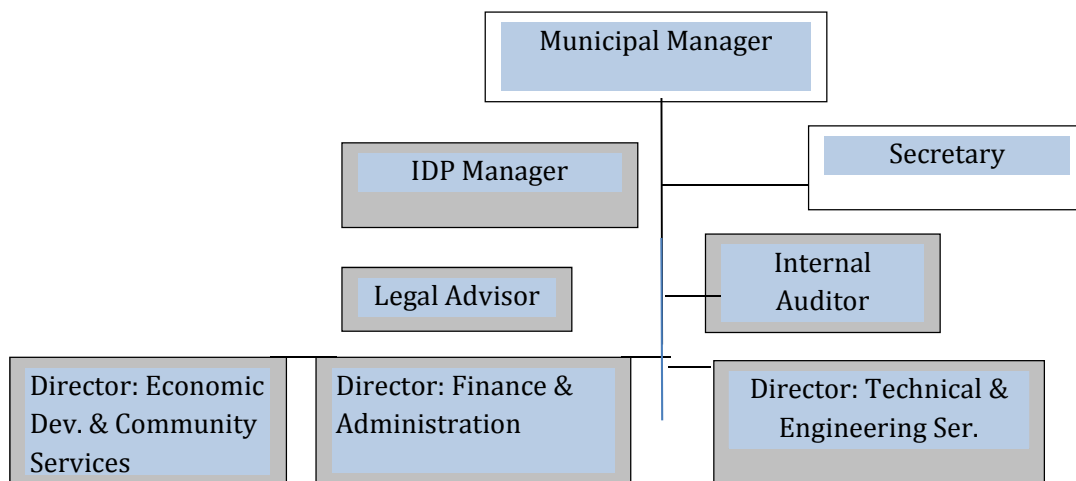 Municipal Manager
Secretary
IDP Manager
Internal
Auditor
Legal Advisor
Director: Economic
Dev. & Community
Services
Director: Finance &
Administration
Director: Technical &
Engineering Ser.